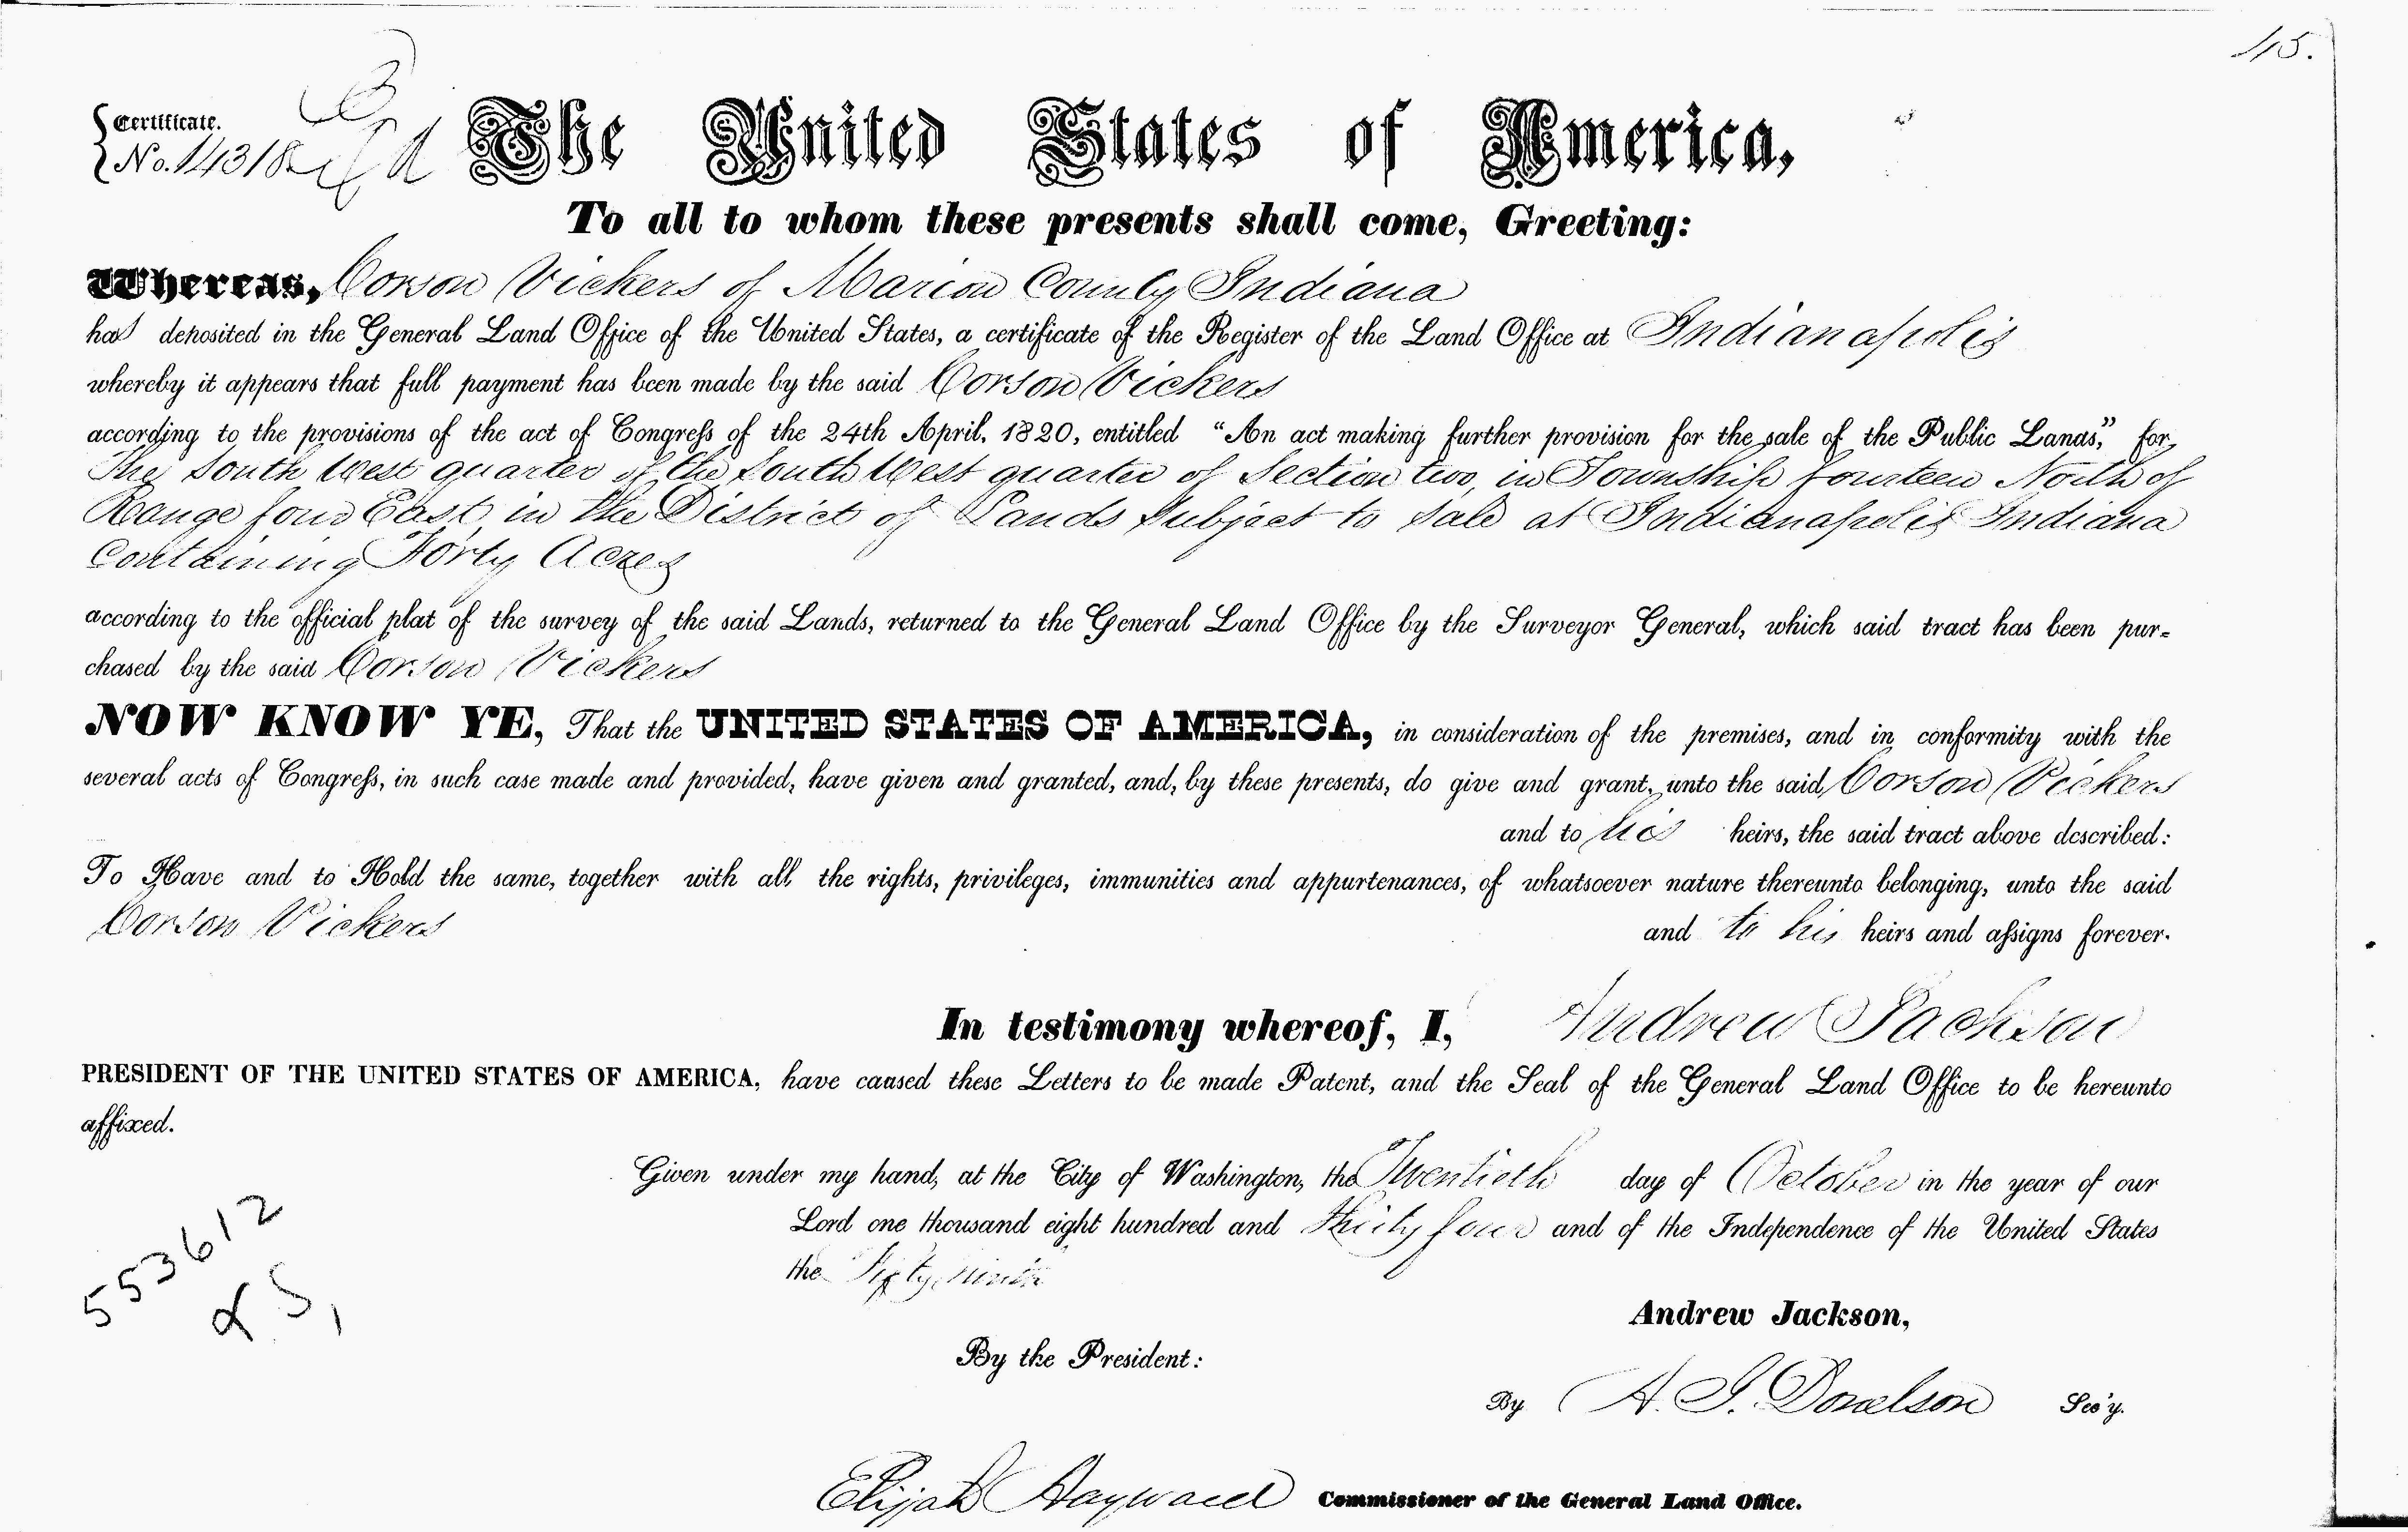 45.
Certificate.
No. 14318
The United States of America,
To all to whom these presents shall come, Greeting:
Whereas, Corson Vickers of Marion County Indiana
has deposited in the General Land Office of the United States, a certificate of the Register of the Land Office at Indianapolis
whereby it appears that full payment has been made by the said Corson Vickers
according to the provisions of the act of Congress of the 24th April, 1820, entitled "An act making further provision for the sale of the Public Lands," for
The South West quarter of the South West quarter of Section two, in Township fourteen North of
Range four East, in the District of Lands Subject to Sale at Indianapolis Indiana
Containing Forty Acres
according to the official plat of the survey of the said Lands, returned to the General Land Office by the Surveyor General, which said tract has been pur=
chased by the said Corson Vickers
NOW KNOW YE, That the UNITED STATES OF AMERICA, in consideration of the premises, and in conformity with the
several acts of Congress, in such case made and provided, have given and granted, and, by these presents, do give and grant, unto the said Corson Vickers
and to his heirs, the said tract above described:
To Have and to Hold the same, together with all the rights, privileges, immunities and appurtenances, of whatsoever nature thereunto belonging, unto the said
Corson Vickers and to his heirs and assigns forever.
In testimony whereof, I, Andrew Jackson
PRESIDENT OF THE UNITED STATES OF AMERICA, have caused these Letters to be made Patent, and the Seal of the General Land Office to be hereunto
affixed.
Given under my hand, at the City of Washington, the Twentieth day of October in the year of our
Lord one thousand eight hundred and thirty four and of the Independence of the United States
the Fifty ninth
553612
Andrew Jackson,
By the President:
By A. J. Donelson Sec'y.
Elijah Hayward Commissioner of the General Land Office.